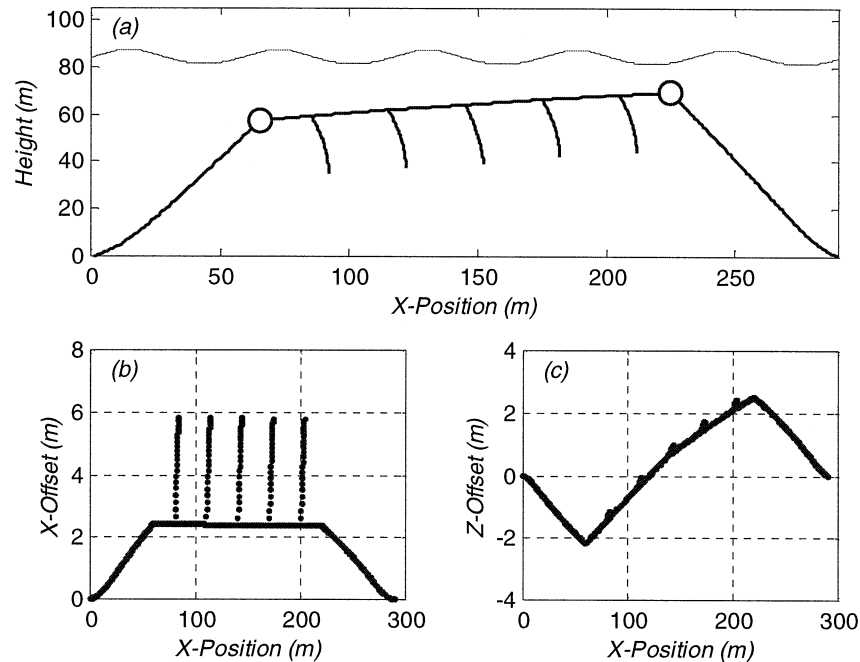 (a)
Height (m)
100
80
60
40
20
0
0 50 100 150 200 250
X-Position (m)
(b)
X-Offset (m)
8
6
4
2
0
0 100 200 300
X-Position (m)
(c)
Z-Offset (m)
4
2
0
-2
-4
0 100 200 300
X-Position (m)